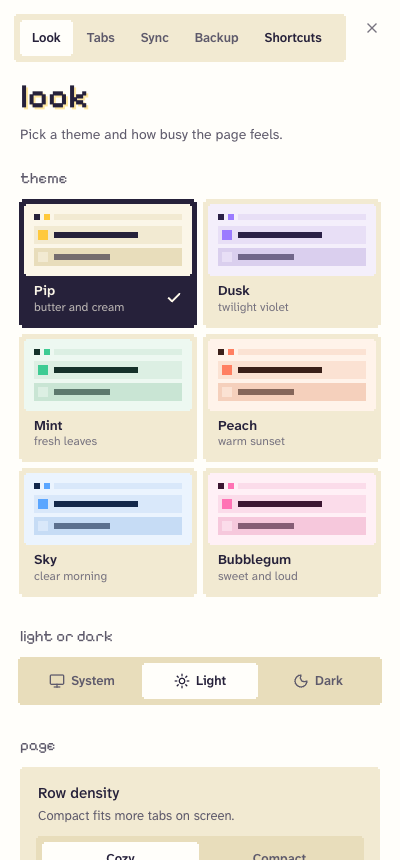 Look Tabs Sync Backup Shortcuts
look
Pick a theme and how busy the page feels.
theme
Pip
butter and cream
Dusk
twilight violet
Mint
fresh leaves
Peach
warm sunset
Sky
clear morning
Bubblegum
sweet and loud
light or dark
System Light Dark
page
Row density
Compact fits more tabs on screen.
Cozy Compact